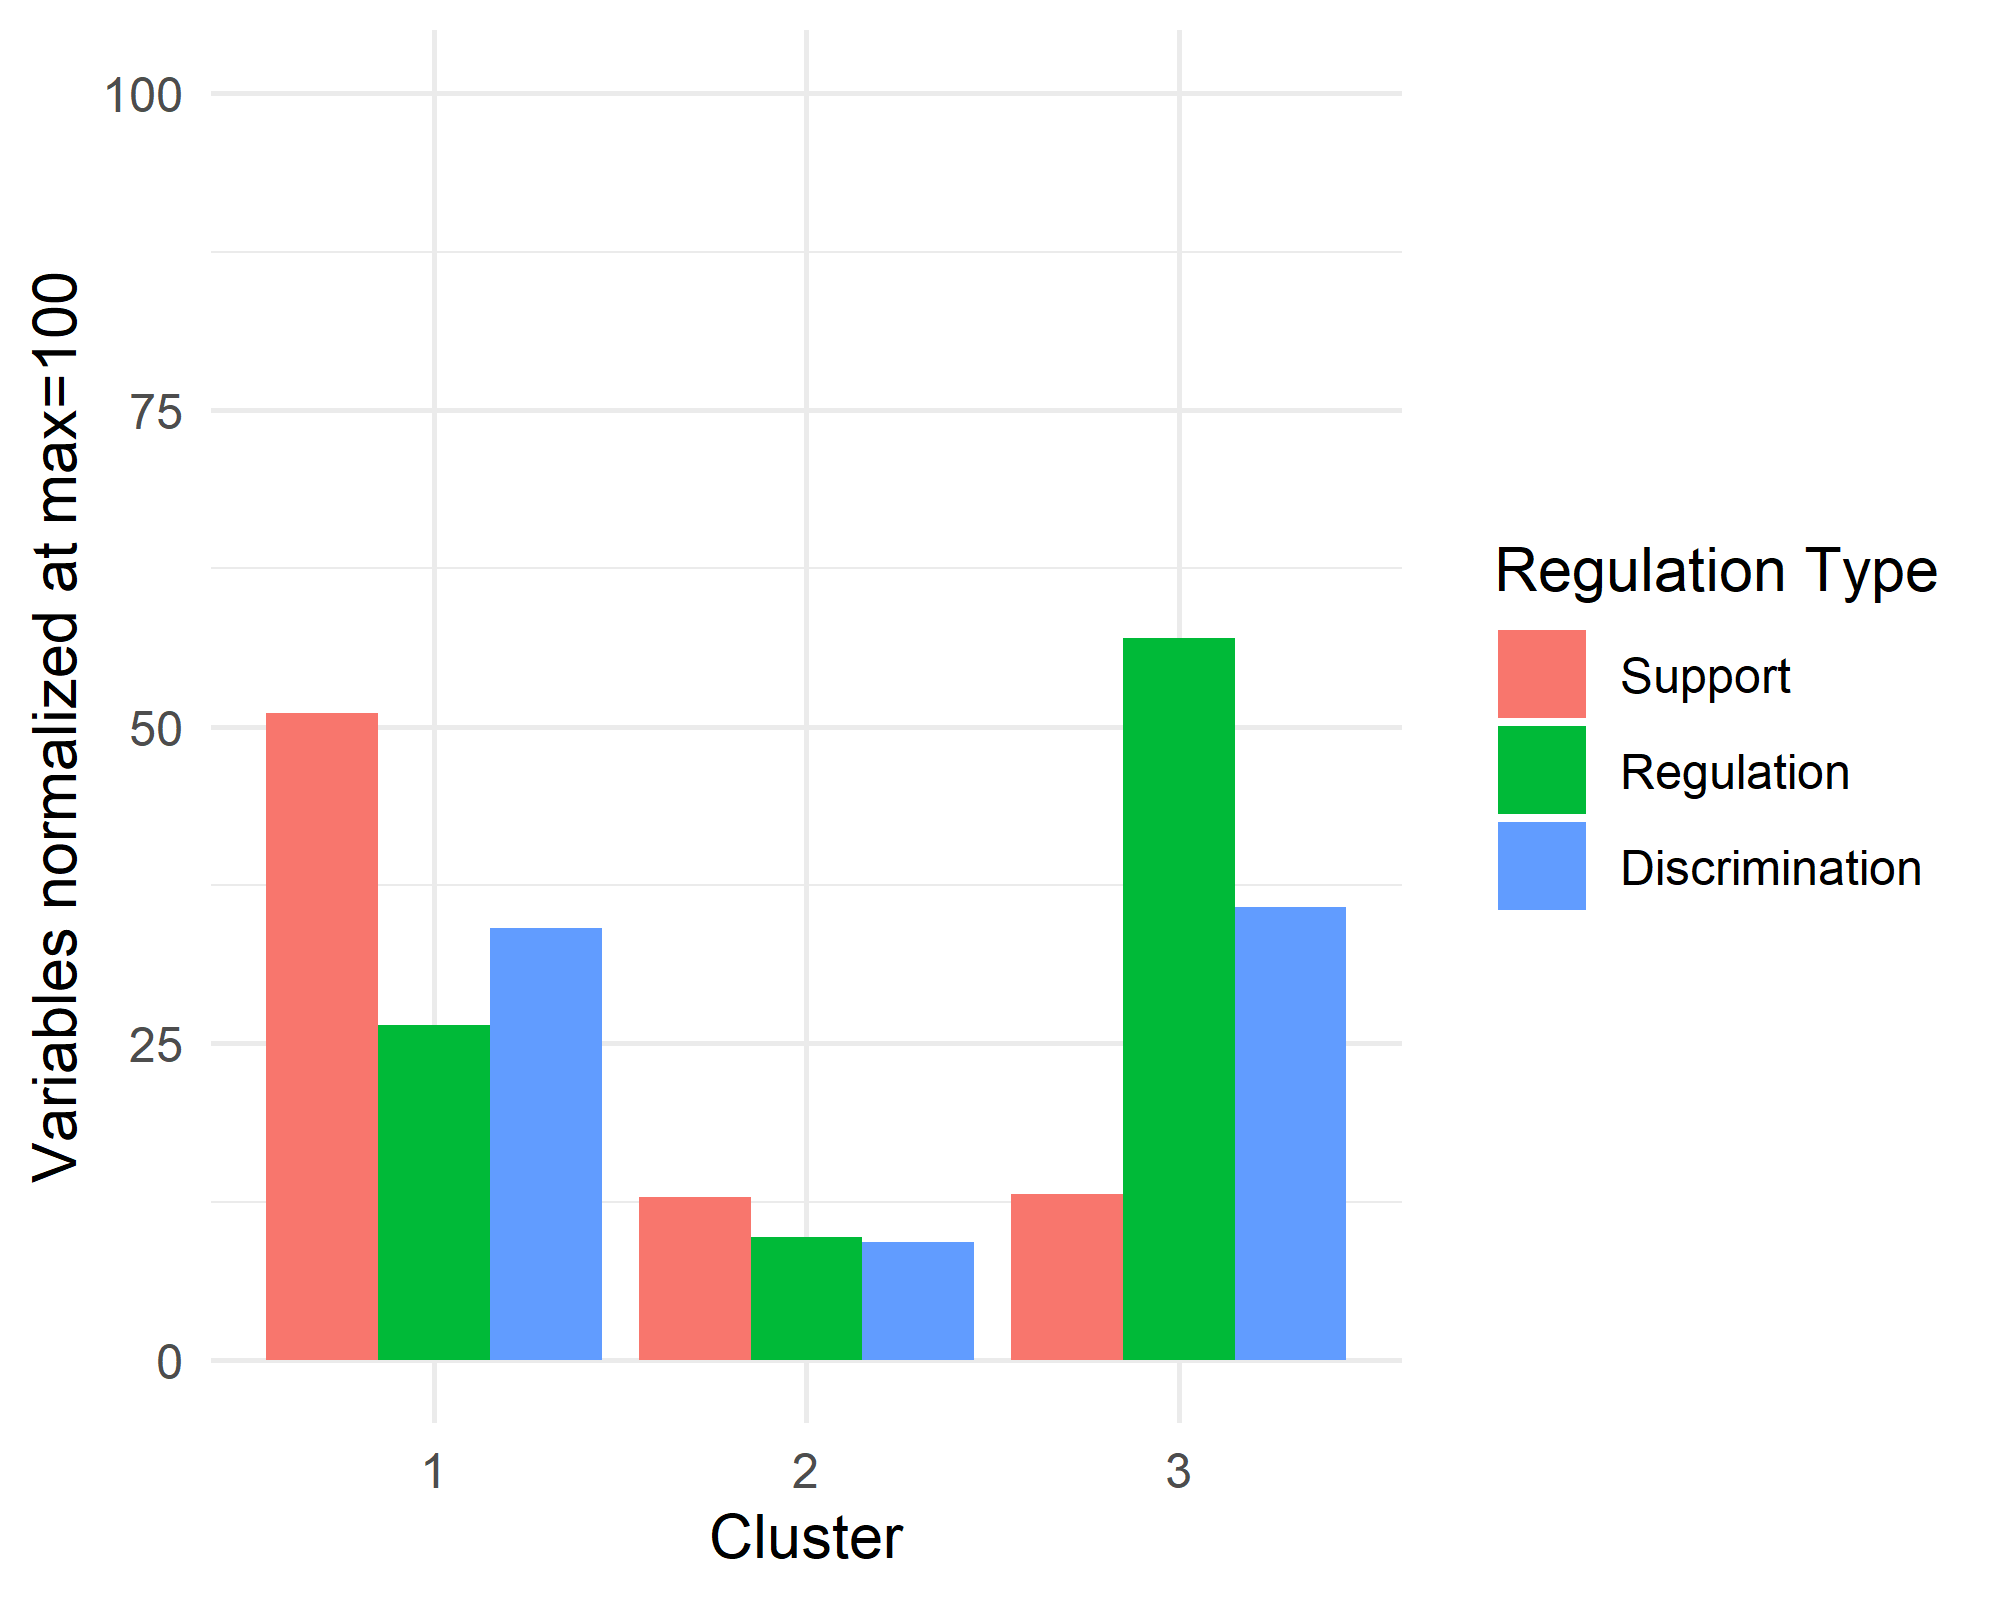 Variables normalized at max=100
100
75
50
25
0
1
2
3
Cluster
Regulation Type
Support
Regulation
Discrimination